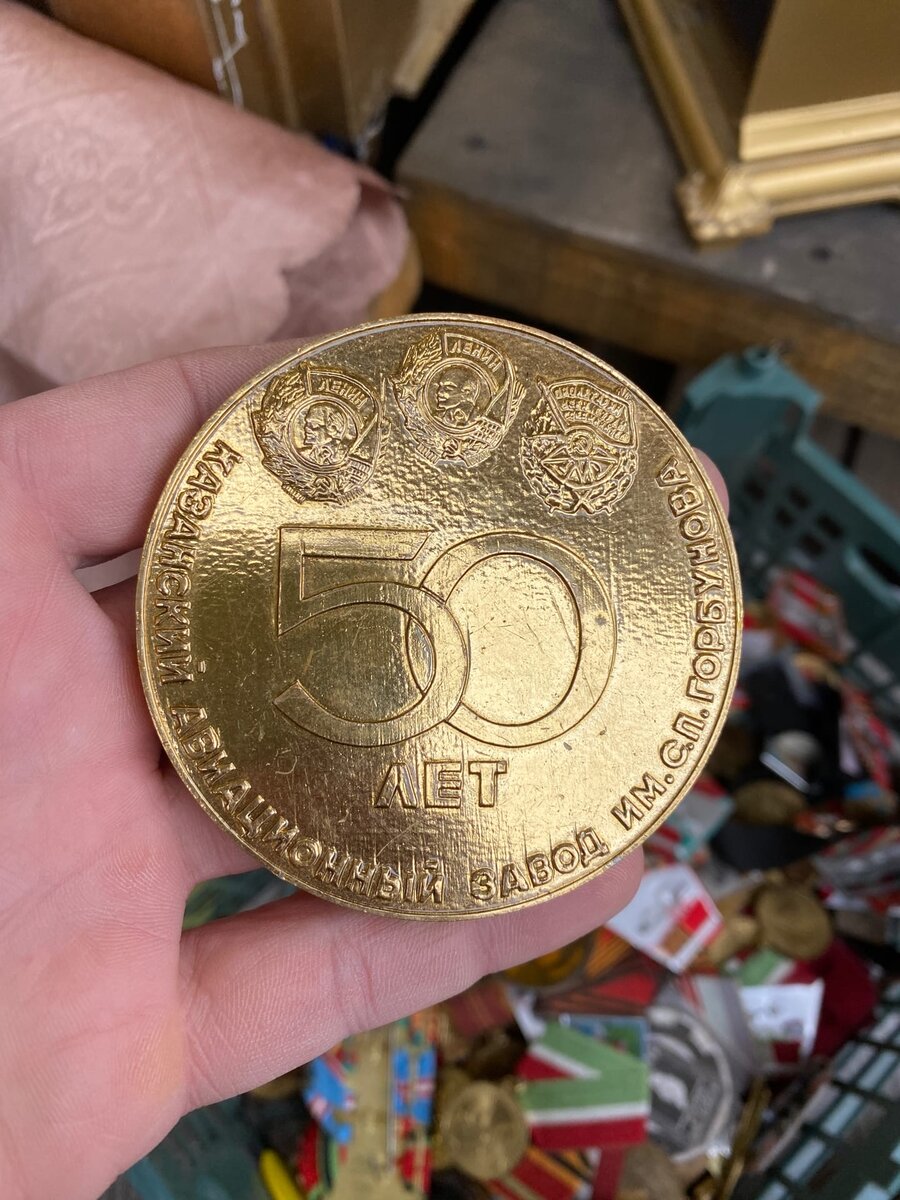 ЛЕНИН
ЛЕНИН
50
ЛЕТ
КАЗАНСКИЙ АВИАЦИОННЫЙ ЗАВОД ИМ. С.П. ГОРБУНОВА